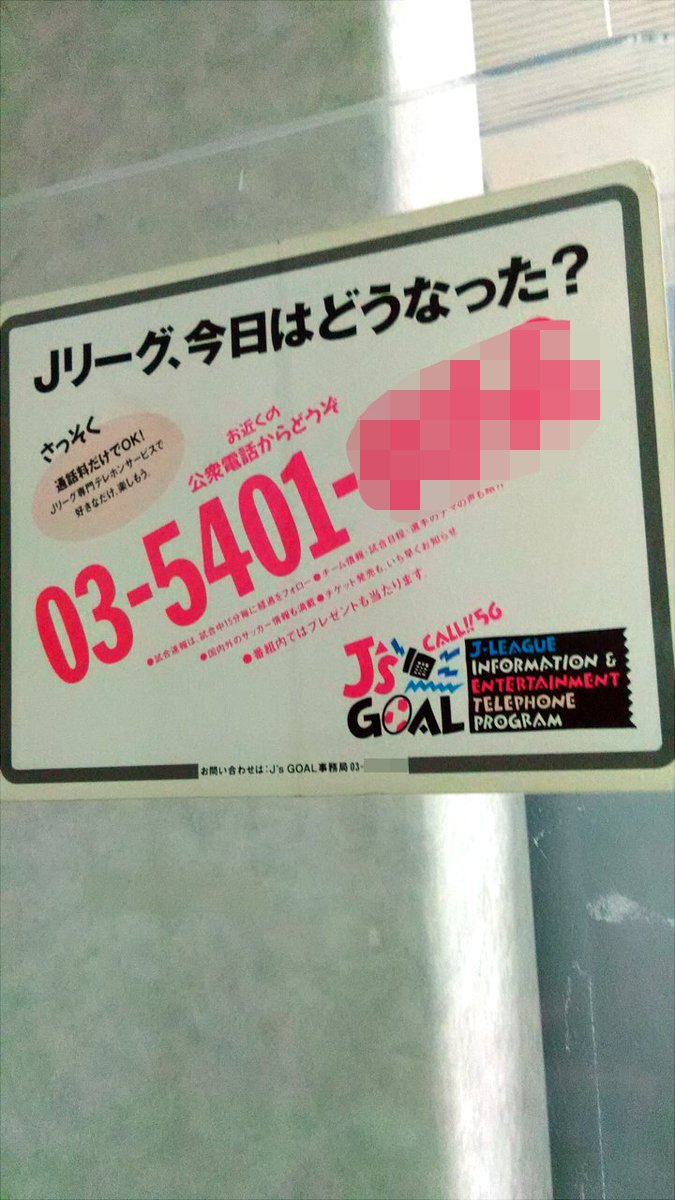 Jリーグ、今日はどうなった?
さっそく
通話料だけでOK!
Jリーグ専門テレホンサービスで
好きなだけ、楽しもう。
お近くの
公衆電話からどうぞ
03-5401-
●試合速報は、試合中15分毎に経過をフォロー ●チーム情報・試合日程・選手のナマの声も
●国内外のサッカー情報も満載 ●チケット発売も、いち早くお知らせ
●番組内ではプレゼントも当たります。
J's CALL!!
GOAL
J-LEAGUE
INFORMATION &
ENTERTAINMENT
TELEPHONE
PROGRAM
お問い合わせは:J's GOAL事務局 03-